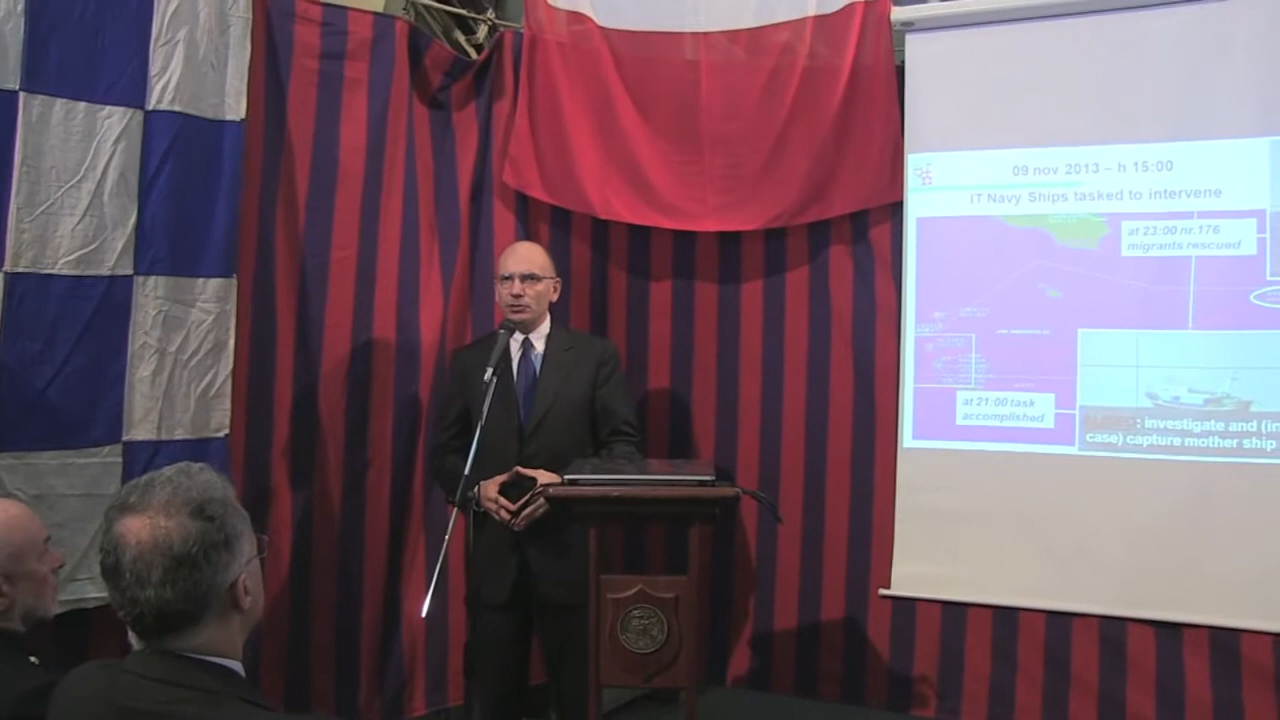 09 nov 2013 – h 15:00
IT Navy Ships tasked to intervene
at 23:00 nr.176
migrants rescued
at 21:00 task
accomplished
: investigate and (in
case) capture mother ship